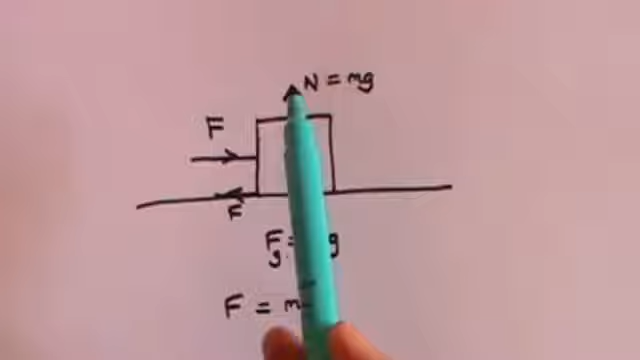 N = mg
F
F
Fg = g
F = m